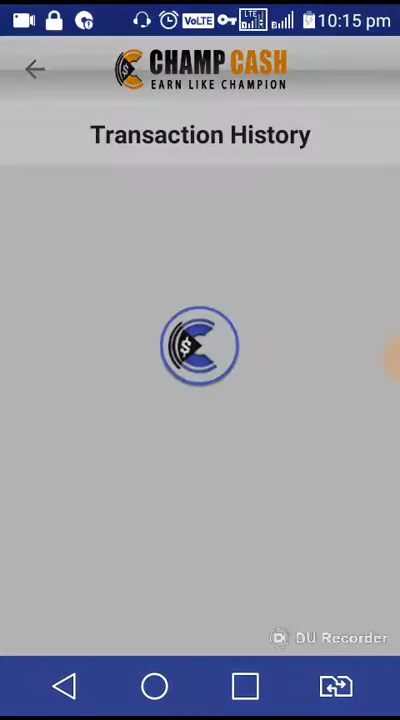 VoLTE LTE 10:15 pm
CHAMP CASH
EARN LIKE CHAMPION
Transaction History
$
DU Recorder